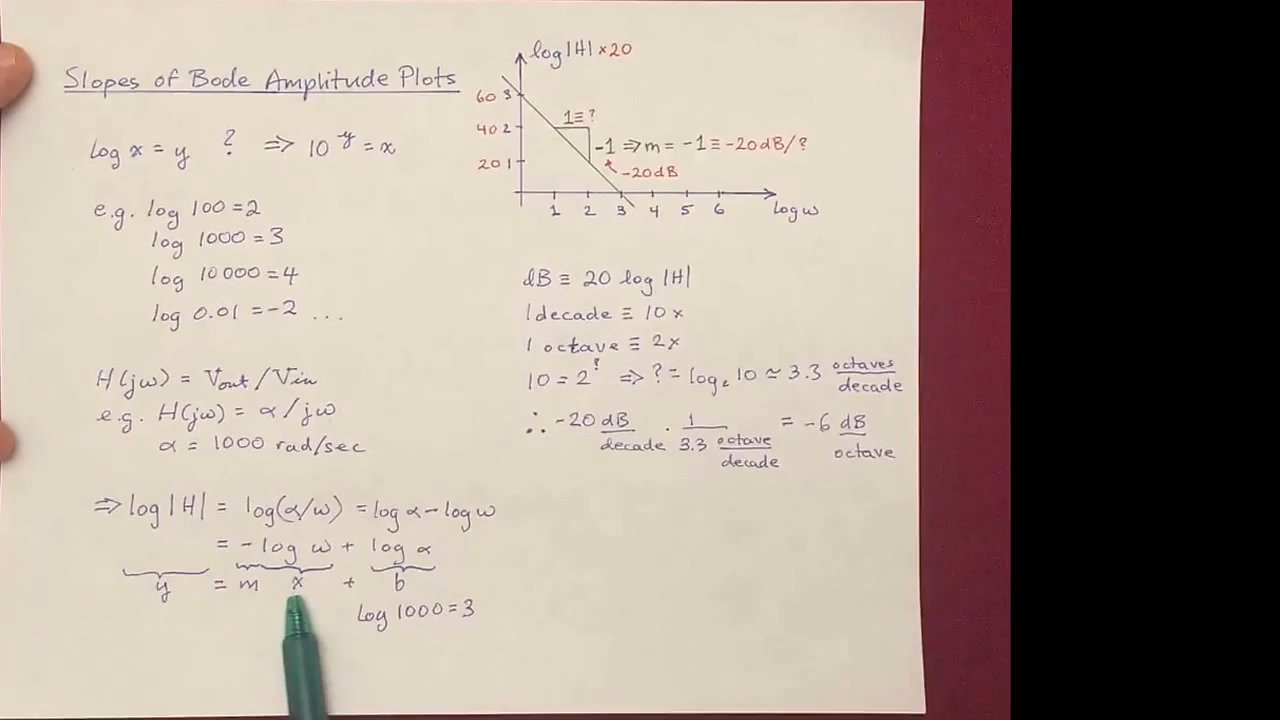 Slopes of Bode Amplitude Plots
log x = y ? ⇒ 10^y = x
e.g. log 100 = 2
log 1000 = 3
log 10000 = 4
log 0.01 = -2 ...
H(jω) = Vout/Vin
e.g. H(jω) = α/jω
α = 1000 rad/sec
⇒ log|H| = log(α/ω) = log α - log ω
= -log ω + log α
y = m x + b
log 1000 = 3
log|H| ×20
60 3
1≡?
40 2
-1 ⇒ m = -1 ≡ -20dB/?
20 1
-20dB
1 2 3 4 5 6 log ω
dB ≡ 20 log |H|
1 decade ≡ 10x
1 octave ≡ 2x
10 = 2^? ⇒ ? = log₂ 10 ≃ 3.3 octaves/decade
∴ -20 dB/decade · 1/3.3 octave/decade = -6 dB/octave